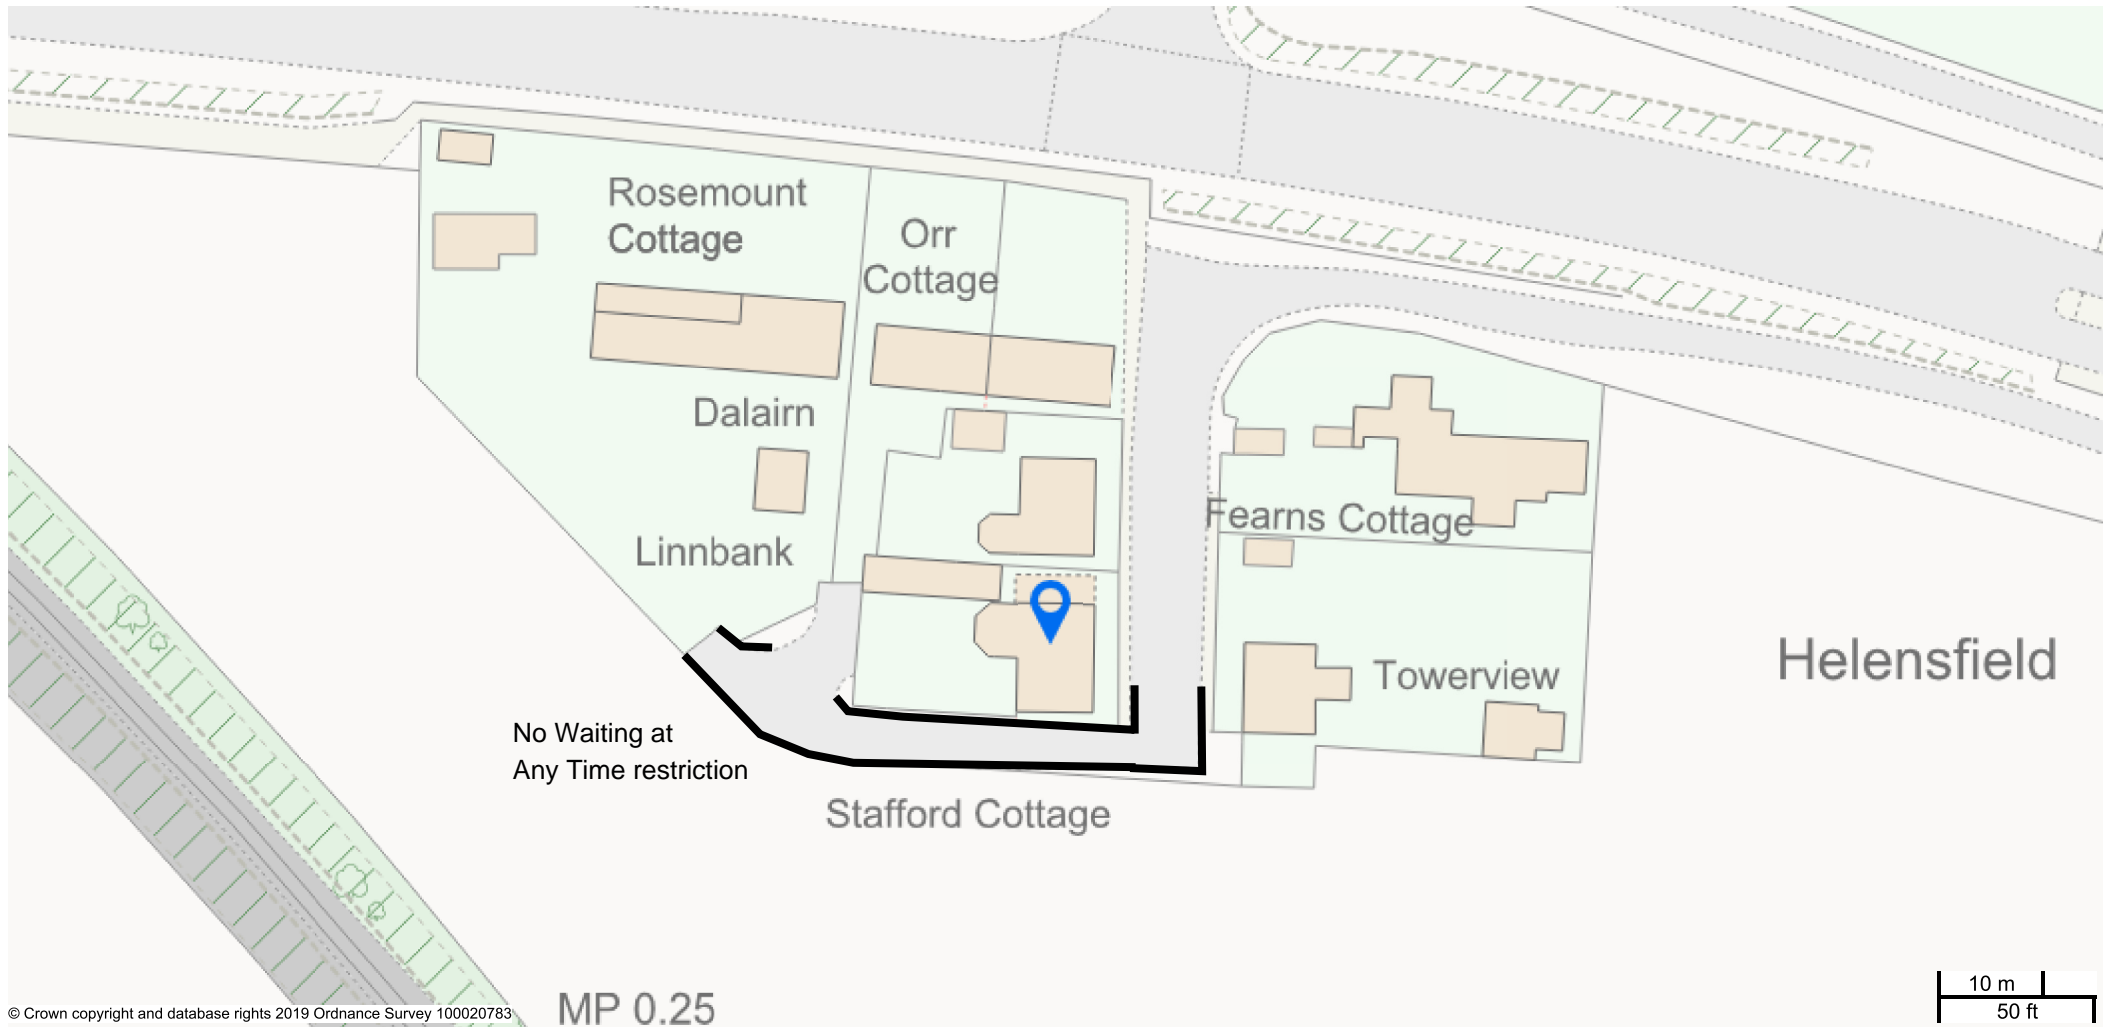 Rosemount
Cottage
Orr
Cottage
Dalairn
Fearns Cottage
Linnbank
Towerview
Helensfield
No Waiting at
Any Time restriction
Stafford Cottage
MP 0.25
10 m
50 ft
© Crown copyright and database rights 2019 Ordnance Survey 100020783